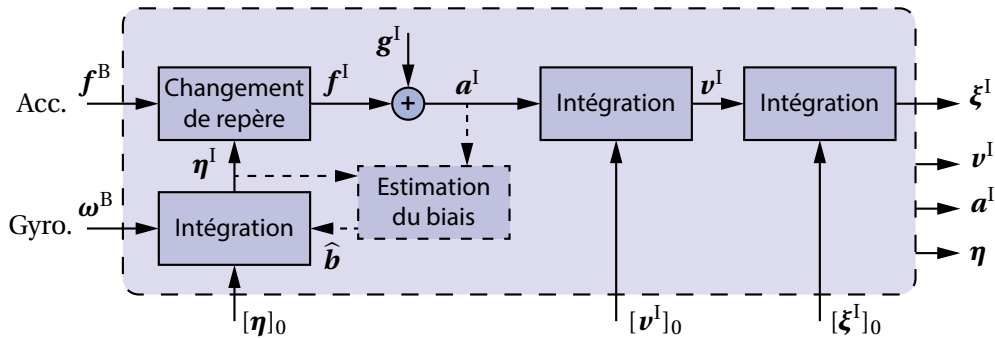 g^I
f^B
f^I
a^I
v^I
ξ^I
Acc.
Changement
de repère
+
Intégration
Intégration
η^I
v^I
Estimation
du biais
a^I
Gyro.
ω^B
Intégration
b̂
η
[η]_0
[v^I]_0
[ξ^I]_0